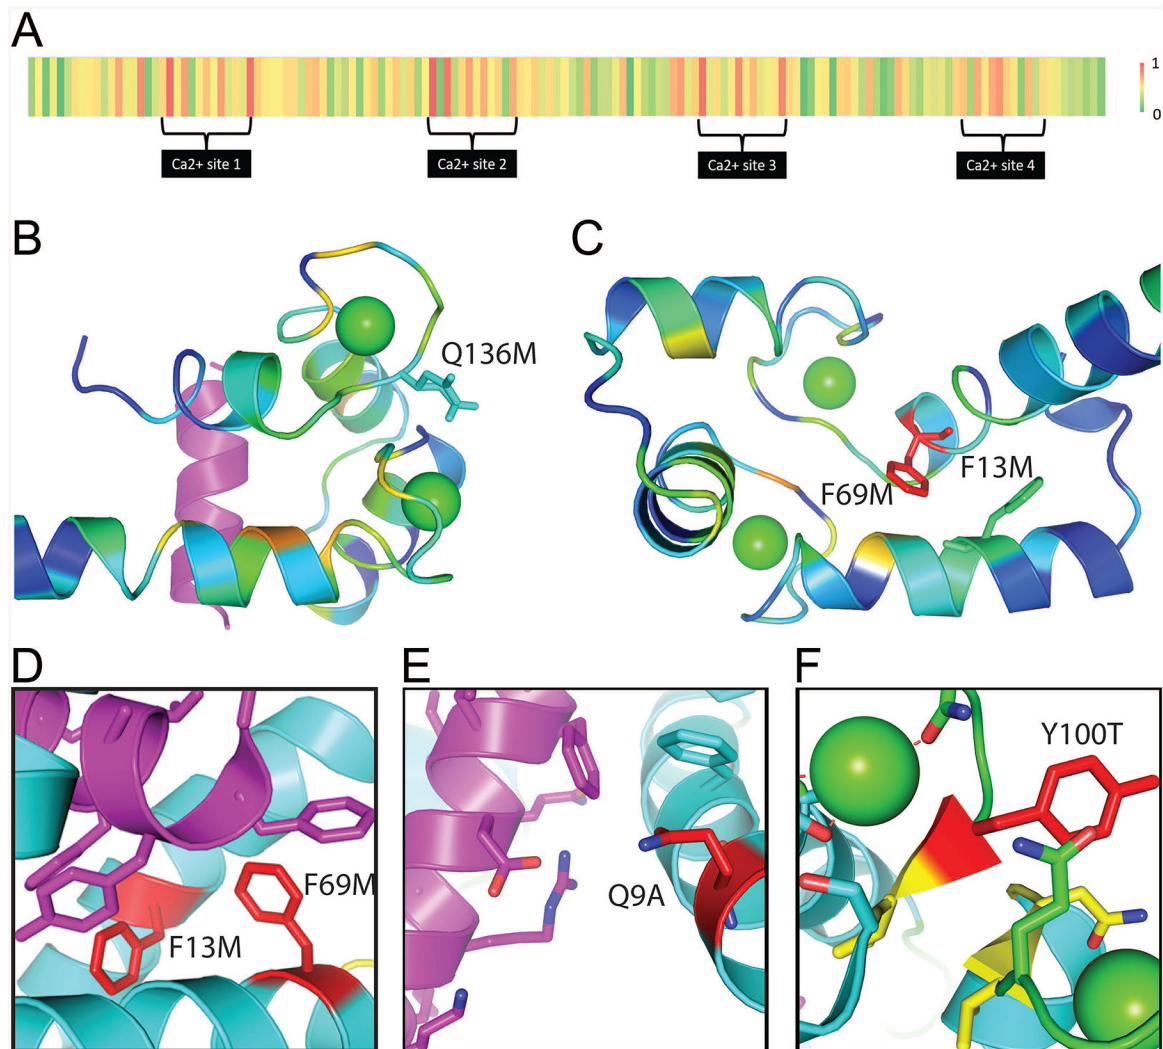 A
1
0
Ca2+ site 1
Ca2+ site 2
Ca2+ site 3
Ca2+ site 4
B
C
Q136M
F69M
F13M
D
E
F
F69M
F13M
Q9A
Y100T